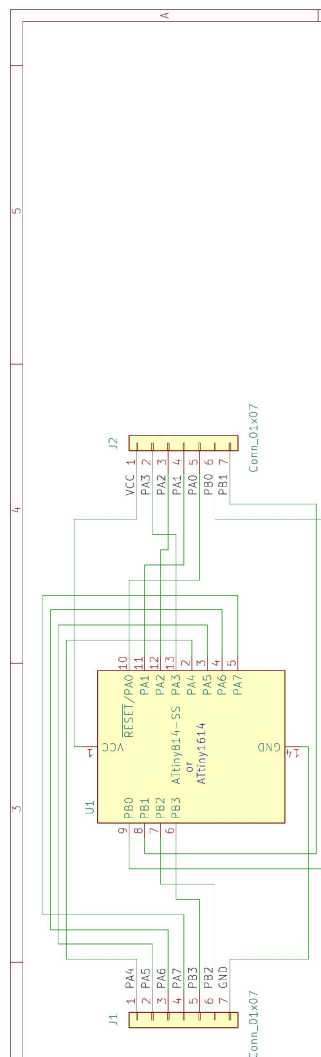 A
5
4
3
J2
Conn_01x07
VCC 1
PA3 2
PA2 3
PA1 4
PA0 5
PB0 6
PB1 7
U1
ATtiny814-SS
or
ATtiny1614
10 RESET/PA0
11 PA1
12 PA2
13 PA3
2 PA4
3 PA5
4 PA6
5 PA7
1 VCC
14 GND
9 PB0
8 PB1
7 PB2
6 PB3
J1
Conn_01x07
1 PA4
2 PA5
3 PA6
4 PA7
5 PB3
6 PB2
7 GND